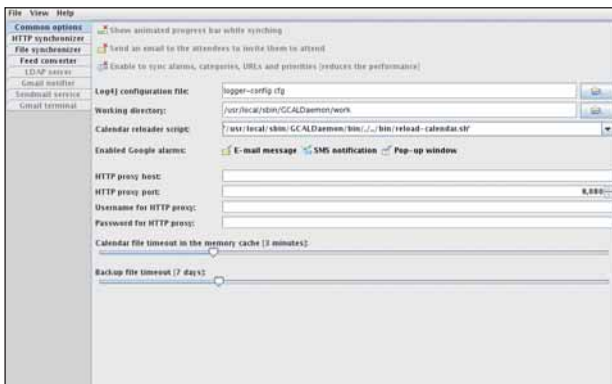 File View Help
Common options
HTTP synchronizer
File synchronizer
Feed converter
LDAP server
Gmail notifier
Sendmail service
Gmail terminal
Show animated progress bar while synching
Send an email to the attendees to invite them to attend
Enable to sync alarms, categories, URLs and priorities (reduces the performance)
Log4j configuration file: logger-config.cfg
Working directory: /usr/local/sbin/GCALDaemon/work
Calendar reloader script: "/usr/local/sbin/GCALDaemon/bin/../../bin/reload-calendar.sh"
Enabled Google alarms: E-mail message SMS notification Pop-up window
HTTP proxy host:
HTTP proxy port: 8,080
Username for HTTP proxy:
Password for HTTP proxy:
Calendar file timeout in the memory cache (3 minutes):
Backup file timeout (7 days):